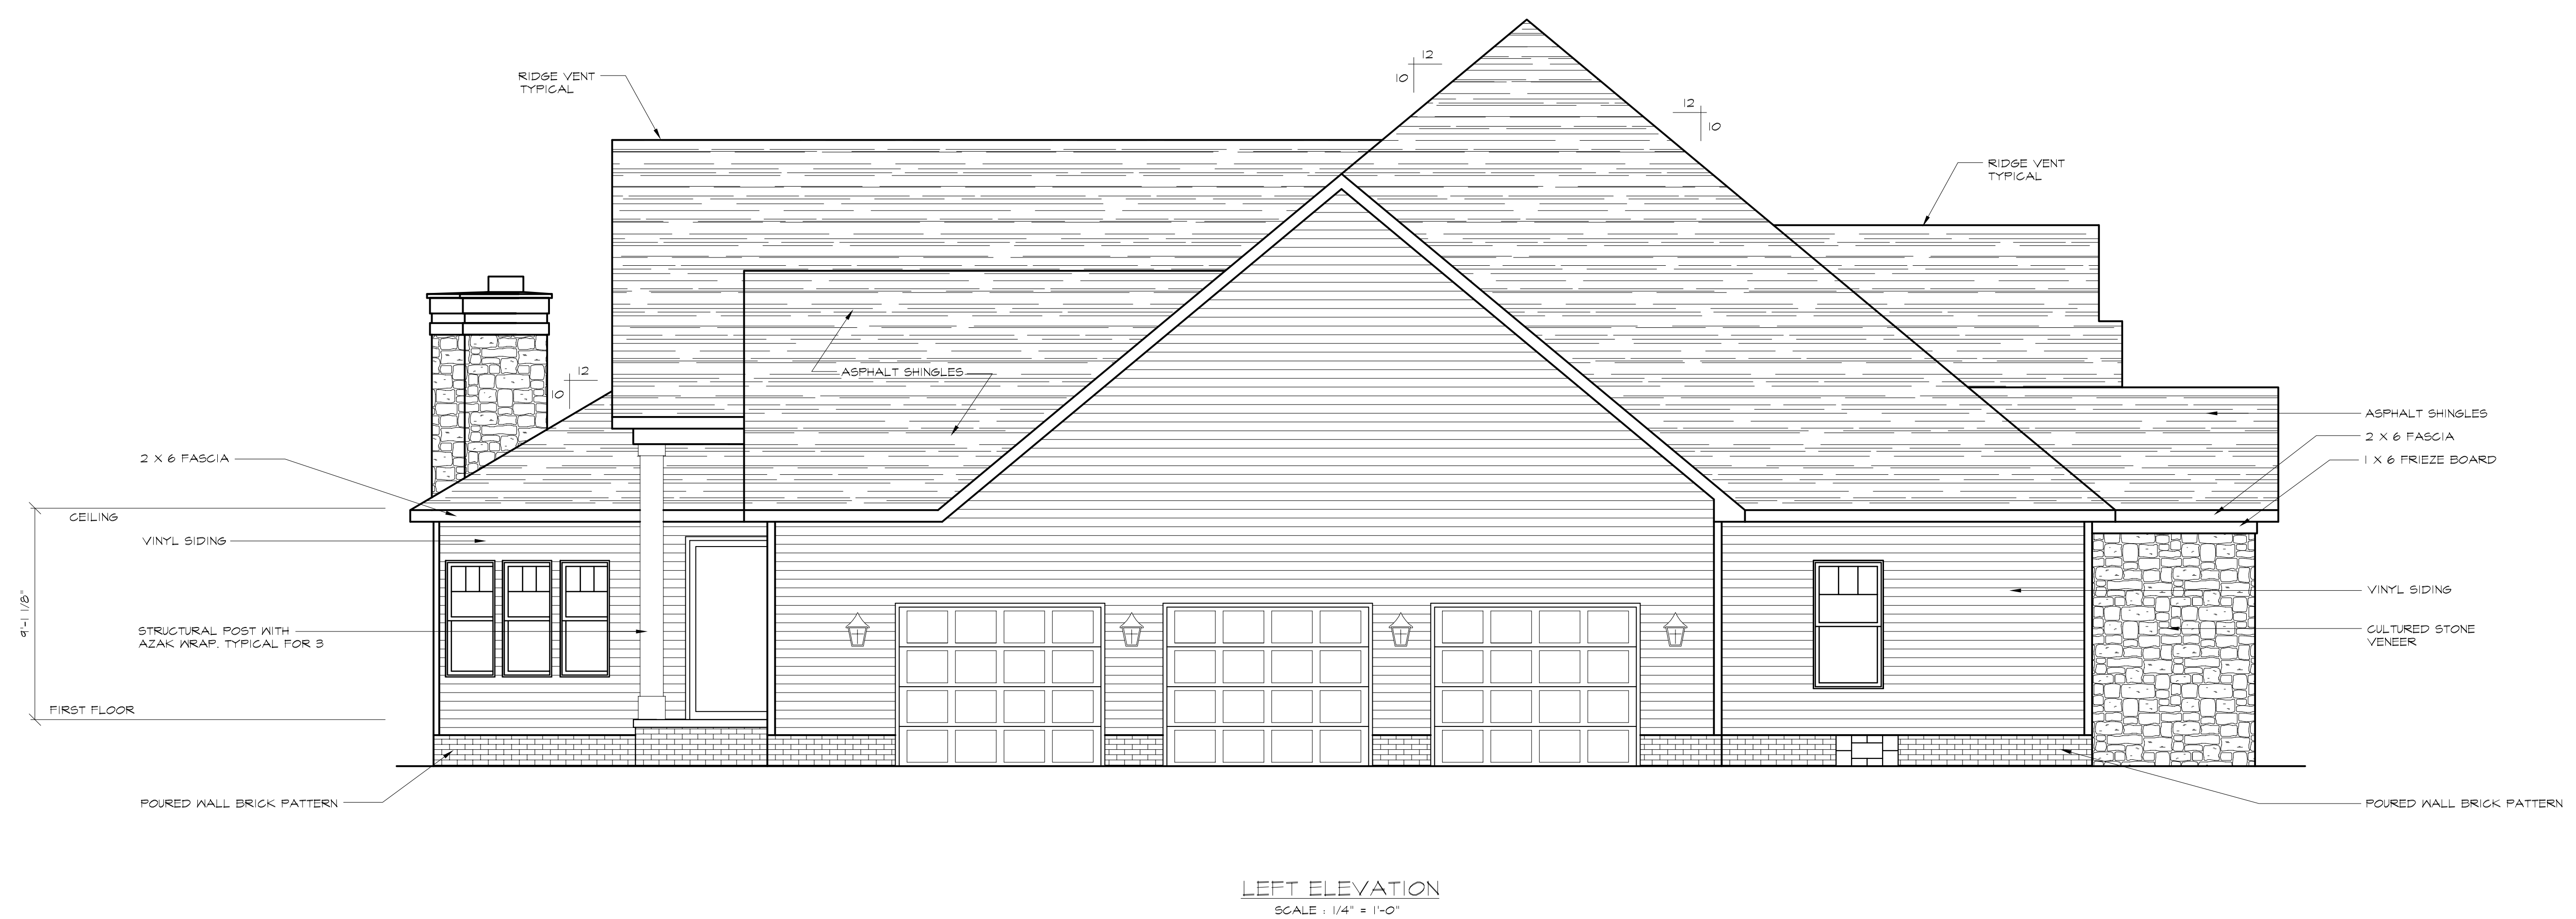 12
10
RIDGE VENT
TYPICAL
12
10
RIDGE VENT
TYPICAL
12
10
ASPHALT SHINGLES
ASPHALT SHINGLES
2 X 6 FASCIA
1 X 6 FRIEZE BOARD
2 X 6 FASCIA
CEILING
VINYL SIDING
9'-1 1/8"
VINYL SIDING
STRUCTURAL POST WITH
AZAK WRAP. TYPICAL FOR 3
CULTURED STONE
VENEER
FIRST FLOOR
POURED WALL BRICK PATTERN
POURED WALL BRICK PATTERN
LEFT ELEVATION
SCALE : 1/4" = 1'-0"